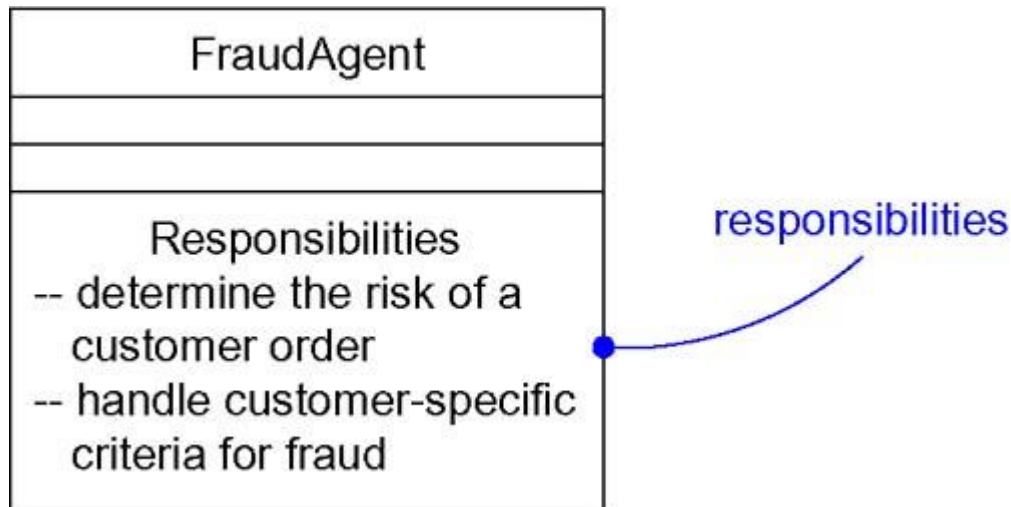 FraudAgent
Responsibilities
-- determine the risk of a
customer order
-- handle customer-specific
criteria for fraud
responsibilities